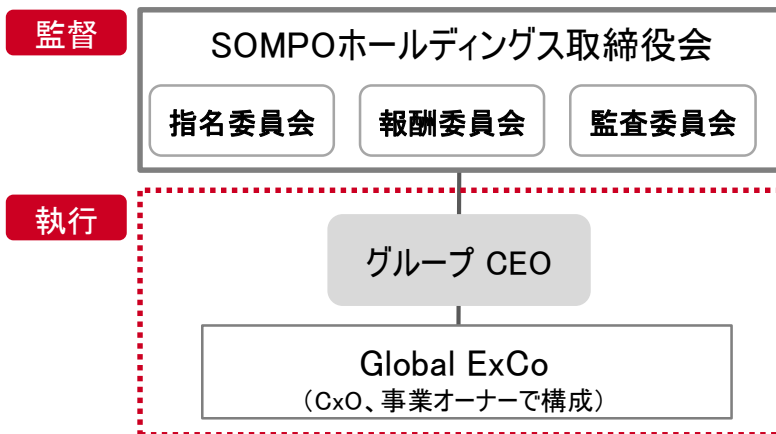 監督
SOMPOホールディングス取締役会
指名委員会
報酬委員会
監査委員会
執行
グループ CEO
Global ExCo
（CxO、事業オーナーで構成）